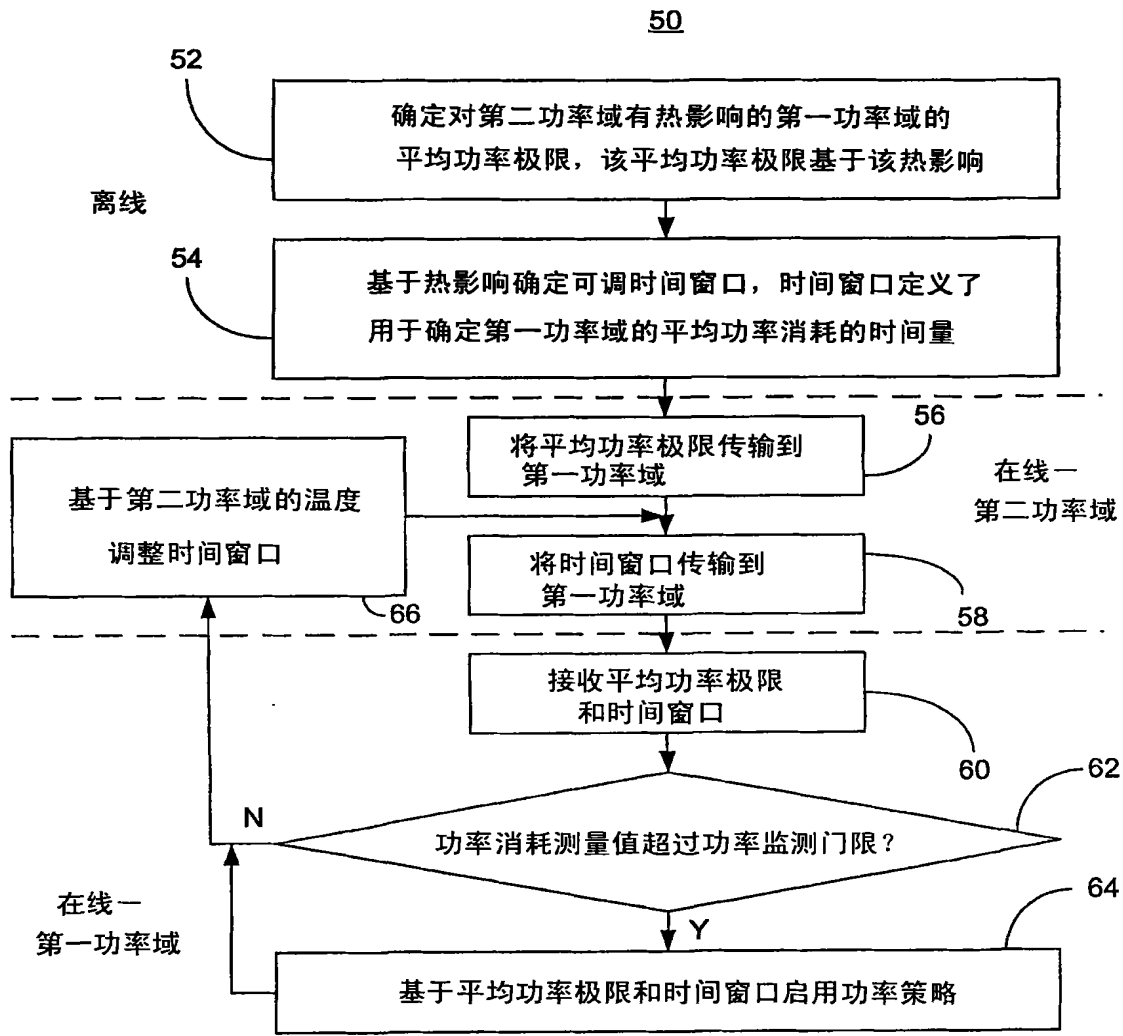 50
52
确定对第二功率域有热影响的第一功率域的
平均功率极限，该平均功率极限基于该热影响
离线
54
基于热影响确定可调时间窗口，时间窗口定义了
用于确定第一功率域的平均功率消耗的时间量
56
将平均功率极限传输到
第一功率域
在线一
第二功率域
基于第二功率域的温度
调整时间窗口
66
将时间窗口传输到
第一功率域
58
接收平均功率极限
和时间窗口
60
62
N
功率消耗测量值超过功率监测门限？
64
Y
在线一
第一功率域
基于平均功率极限和时间窗口启用功率策略